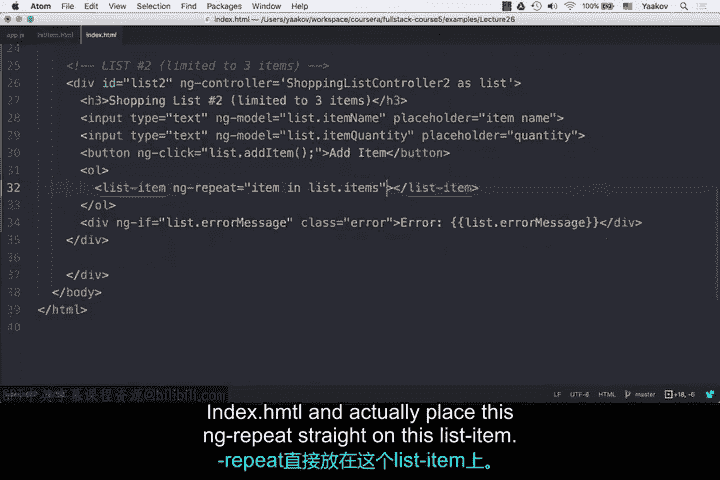 Atom File Edit View Selection Find Packages Window Help 100% Yaakov
index.html — /Users/yaakov/workspace/coursera/fullstack-course5/examples/Lecture26
app.js listItem.html index.html
24
25 <!-- LIST #2 (limited to 3 items) -->
26 <div id="list2" ng-controller='ShoppingListController2 as list'>
27 <h3>Shopping List #2 (limited to 3 items)</h3>
28 <input type="text" ng-model="list.itemName" placeholder="item name">
29 <input type="text" ng-model="list.itemQuantity" placeholder="quantity">
30 <button ng-click="list.addItem();">Add Item</button>
31 <ol>
32 <list-item ng-repeat="item in list.items"></list-item>
33 </ol>
34 <div ng-if="list.errorMessage" class="error">Error: {{list.errorMessage}}</div>
35 </div>
36
37 </div>
38 </body>
39 </html>
40
LF UTF-8 HTML master +18, -6
Index.hmtl and actually place this
ng-repeat straight on this list-item.
-repeat直接放在这个list-item上。